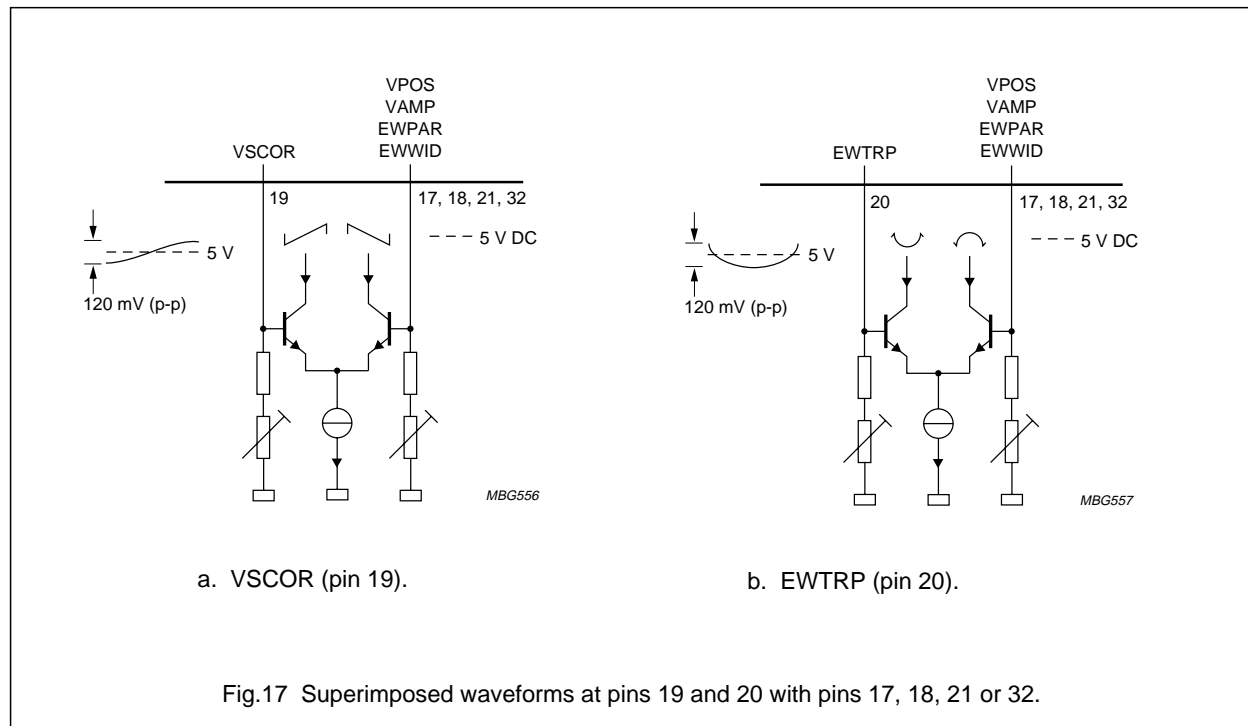 VPOS
VAMP
EWPAR
EWWID
VSCOR
19
17, 18, 21, 32
5 V
5 V DC
120 mV (p-p)
MBG556
a. VSCOR (pin 19).
VPOS
VAMP
EWPAR
EWWID
EWTRP
20
17, 18, 21, 32
5 V
5 V DC
120 mV (p-p)
MBG557
b. EWTRP (pin 20).
Fig.17 Superimposed waveforms at pins 19 and 20 with pins 17, 18, 21 or 32.